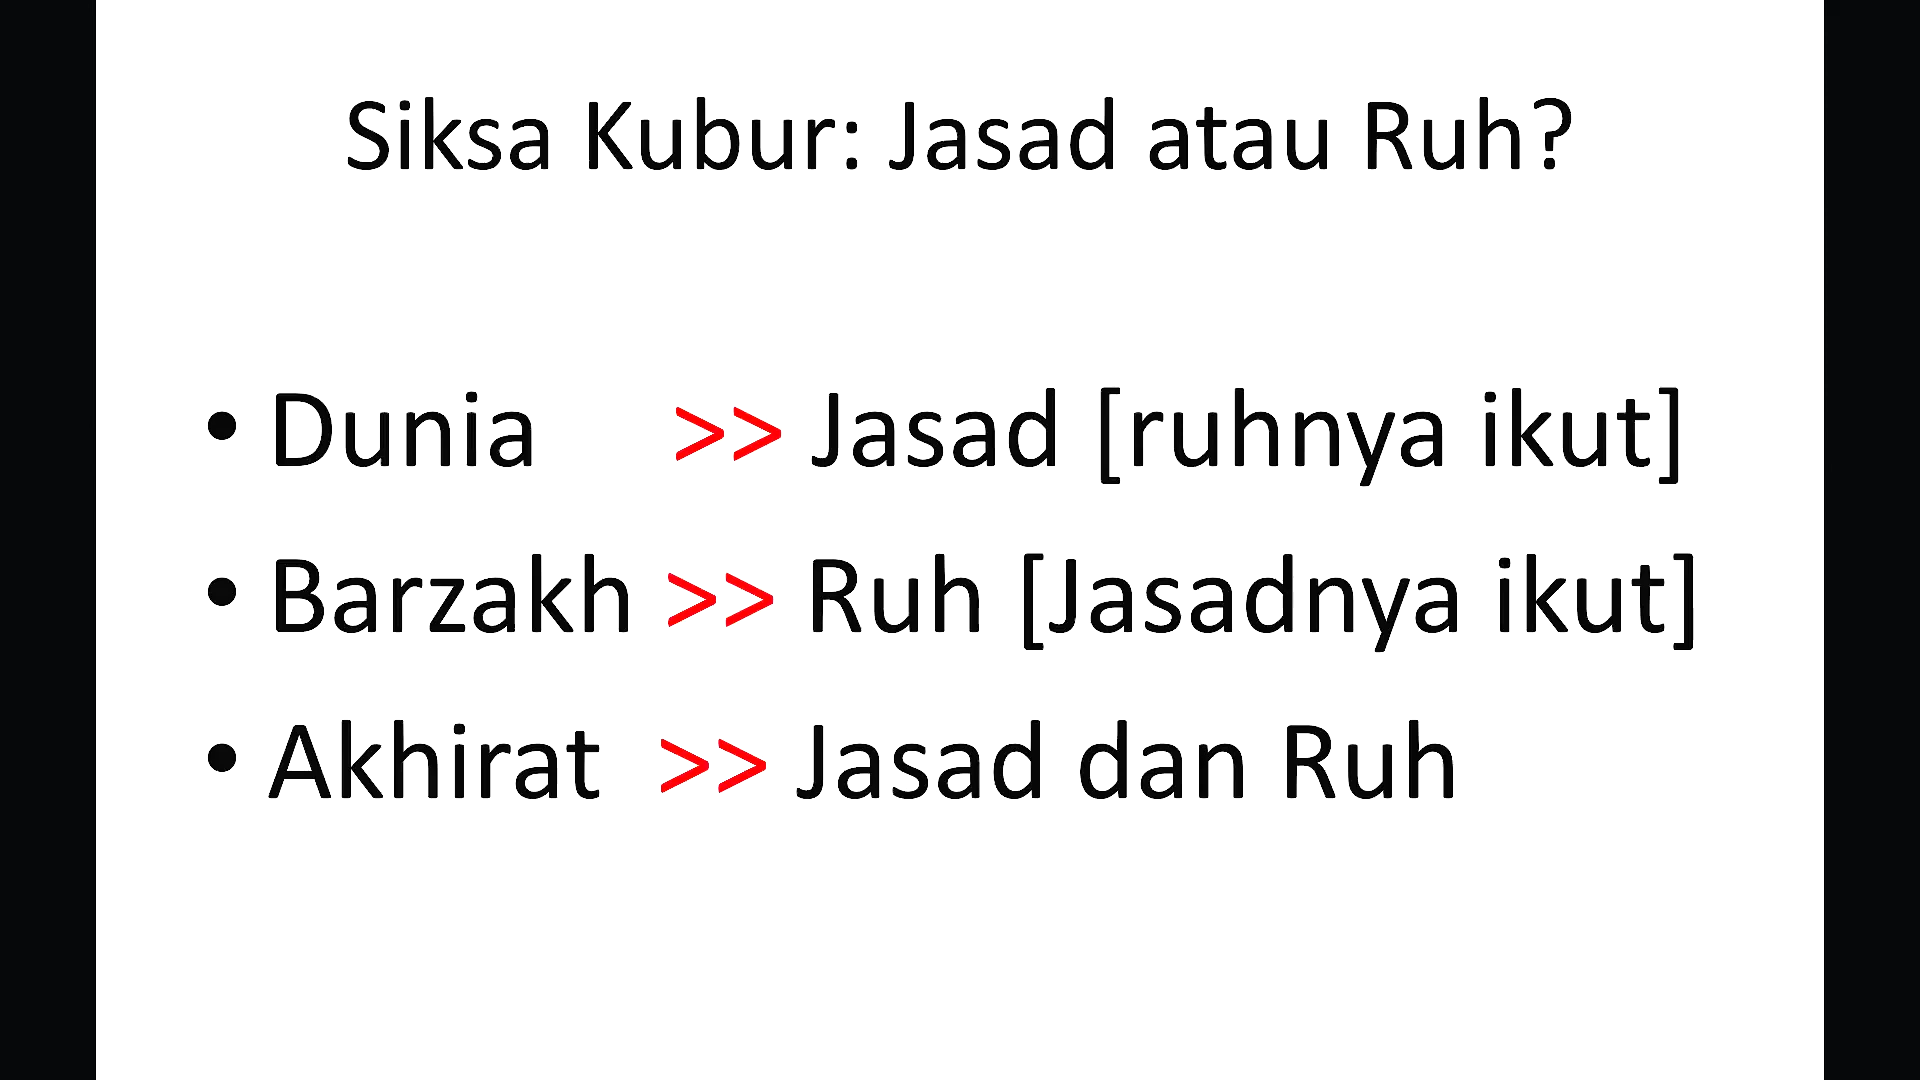 Siksa Kubur: Jasad atau Ruh?
• Dunia >> Jasad [ruhnya ikut]
• Barzakh >> Ruh [Jasadnya ikut]
• Akhirat >> Jasad dan Ruh